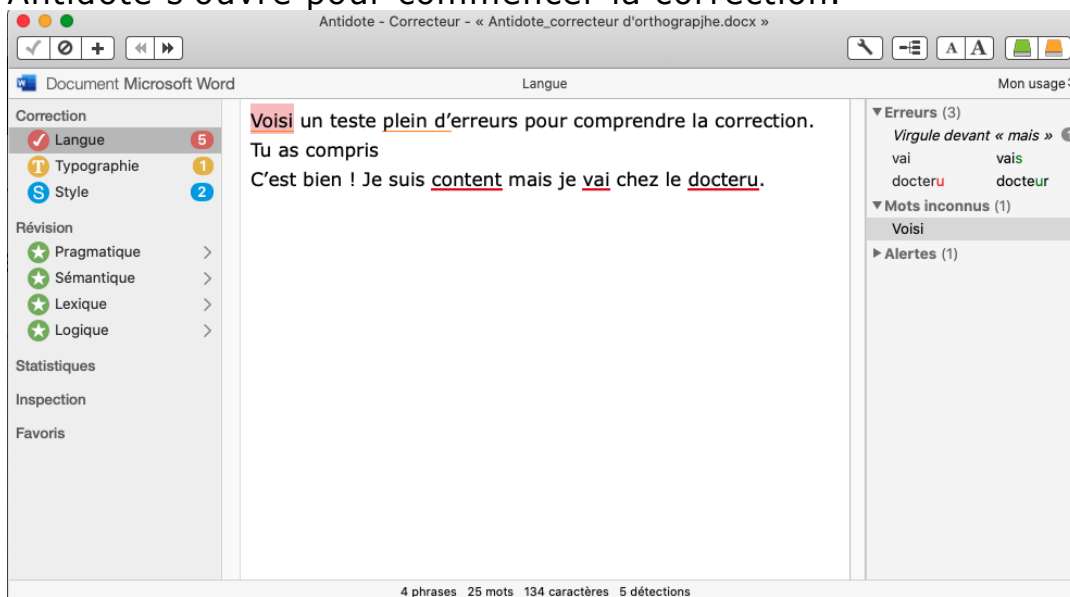 Antidote s'ouvre pour commencer la correction.
Antidote - Correcteur - « Antidote_correcteur d'orthograpjhe.docx »
A A
Document Microsoft Word
Langue
Mon usage
Correction
Langue 5
T Typographie 1
S Style 2
Révision
Pragmatique
Sémantique
Lexique
Logique
Statistiques
Inspection
Favoris
Voisi un teste plein d'erreurs pour comprendre la correction.
Tu as compris
C'est bien ! Je suis content mais je vai chez le docteru.
Erreurs (3)
Virgule devant « mais »
vai vais
docteru docteur
Mots inconnus (1)
Voisi
Alertes (1)
4 phrases 25 mots 134 caractères 5 détections